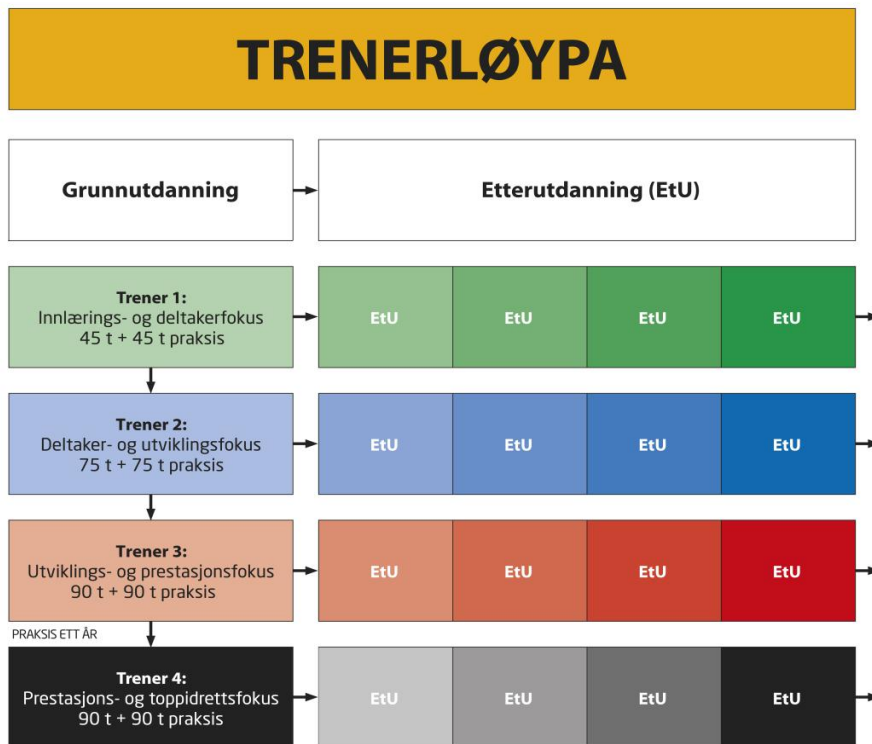 TRENERLØYPA
Grunnutdanning
Etterutdanning (EtU)
Trener 1:
Innlærings- og deltakerfokus
45 t + 45 t praksis
EtU
EtU
EtU
EtU
Trener 2:
Deltaker- og utviklingsfokus
75 t + 75 t praksis
EtU
EtU
EtU
EtU
Trener 3:
Utviklings- og prestasjonsfokus
90 t + 90 t praksis
EtU
EtU
EtU
EtU
PRAKSIS ETT ÅR
Trener 4:
Prestasjons- og toppidrettsfokus
90 t + 90 t praksis
EtU
EtU
EtU
EtU